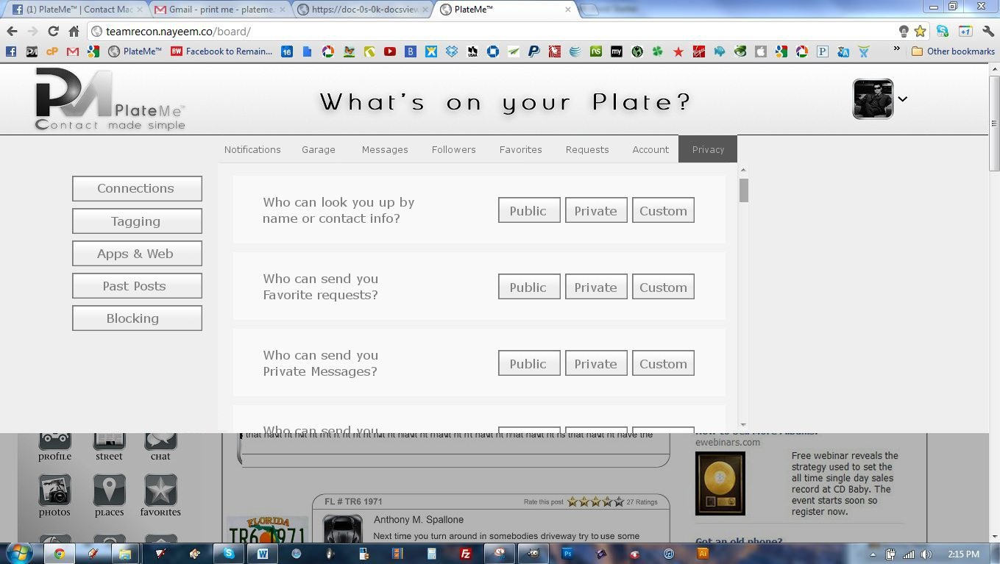 (1) PlateMe™ | Contact Mad
Gmail - print me - plateme.
https://doc-0s-0k-docsview
PlateMe™
teamrecon.nayeem.co/board/
PlateMe™
Facebook to Remain...
Other bookmarks
PlateMe™
Contact made simple
What's on your Plate?
Notifications
Garage
Messages
Followers
Favorites
Requests
Account
Privacy
Connections
Tagging
Apps & Web
Past Posts
Blocking
Who can look you up by
name or contact info?
Public
Private
Custom
Who can send you
Favorite requests?
Public
Private
Custom
Who can send you
Private Messages?
Public
Private
Custom
Who can send you
PROFILE
STREET
CHAT
PHOTOS
PLACES
FAVORITES
FL # TR6 1971
Rate this post
27 Ratings
FLORIDA
TR6 1971
Anthony M. Spallone
Next time you turn around in somebodies driveway try to use some
How to Sell More Albums!
ewebinars.com
Free webinar reveals the
strategy used to set the
all time single day sales
record at CD Baby. The
event starts soon so
register now.
Got an old phone?
2:15 PM